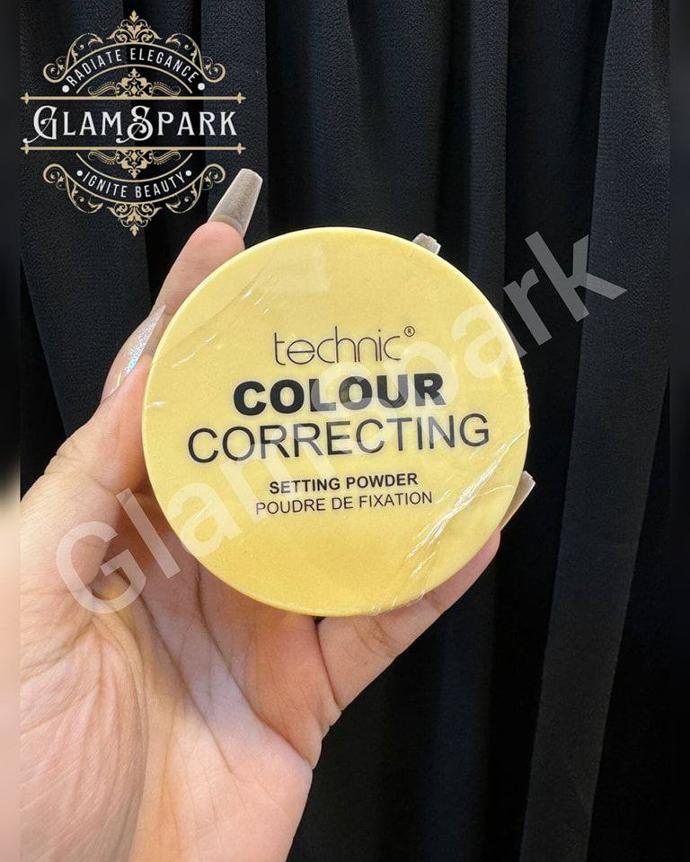 RADIATE ELEGANCE
GLAMSPARK
IGNITE BEAUTY
technic®
COLOUR
CORRECTING
SETTING POWDER
POUDRE DE FIXATION
GlamSpark